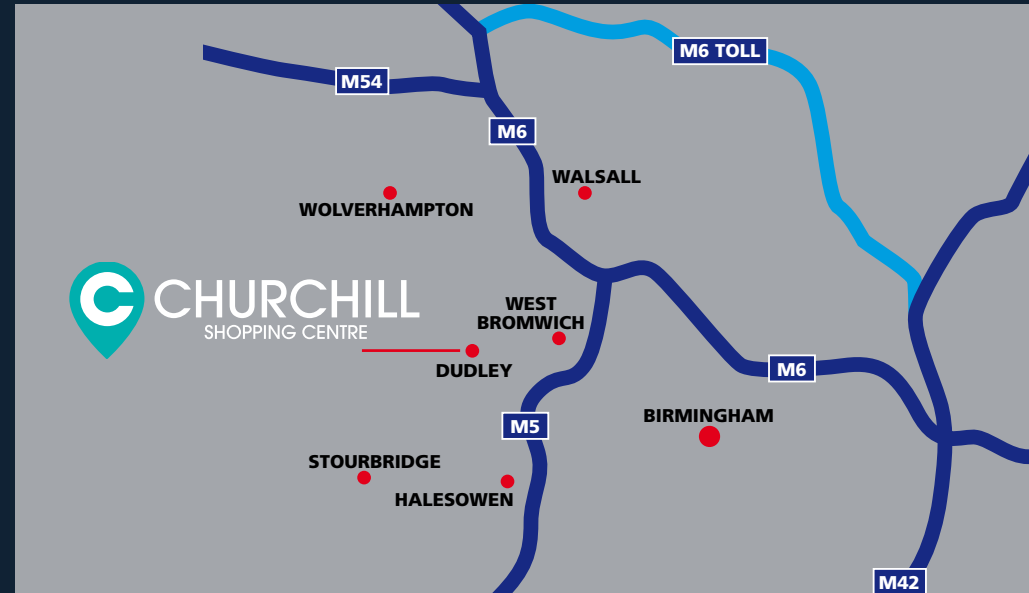 M6 TOLL
M54
M6
WALSALL
WOLVERHAMPTON
CHURCHILL
SHOPPING CENTRE
WEST
BROMWICH
DUDLEY
M6
BIRMINGHAM
M5
STOURBRIDGE
HALESOWEN
M42